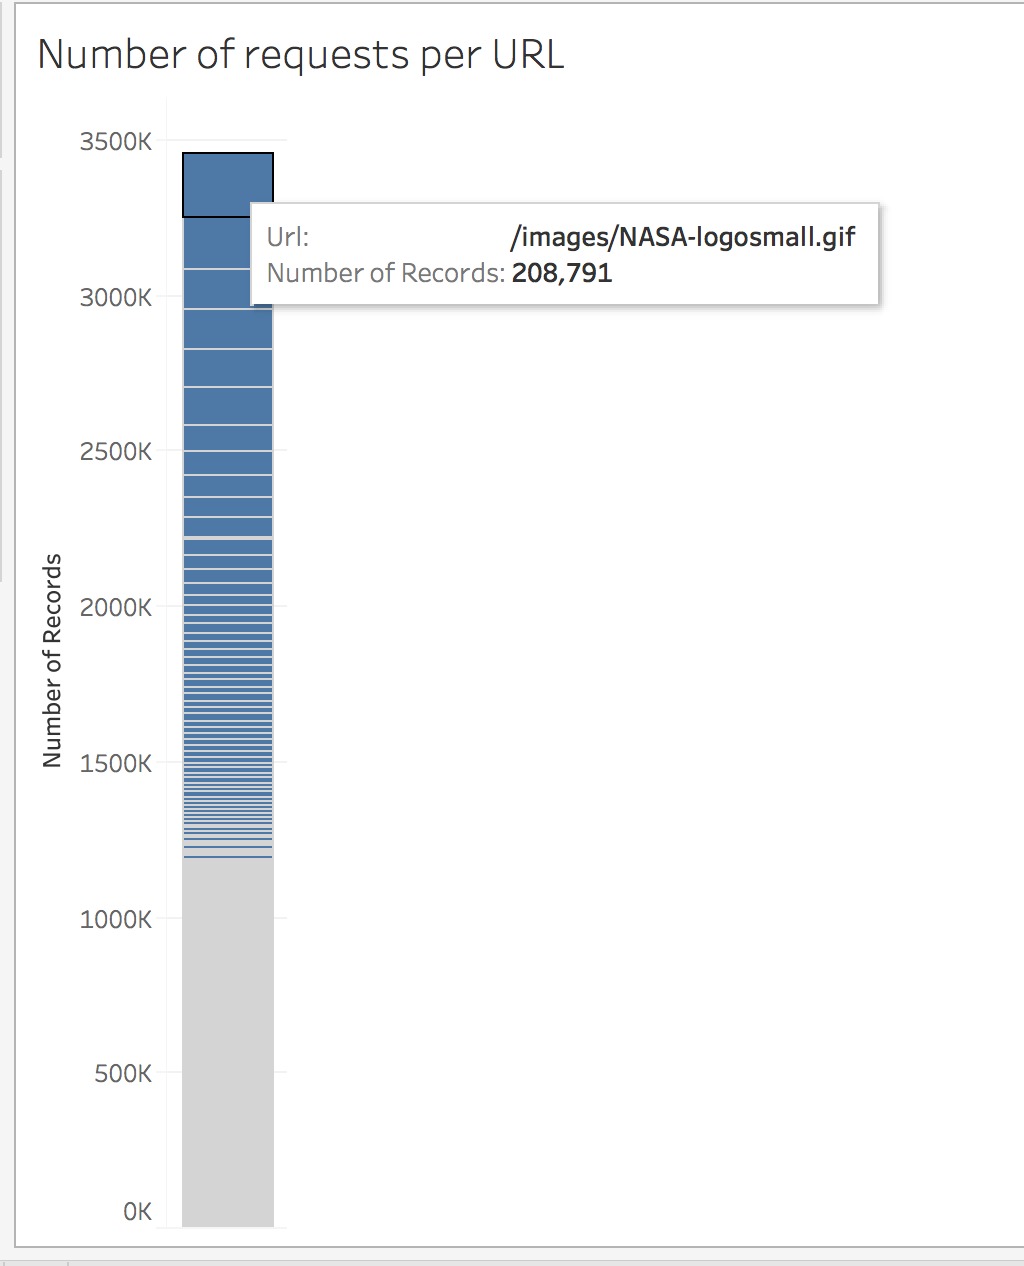 Number of requests per URL
3500K
Url: /images/NASA-logosmall.gif
Number of Records: 208,791
3000K
2500K
Number of Records
2000K
1500K
1000K
500K
0K